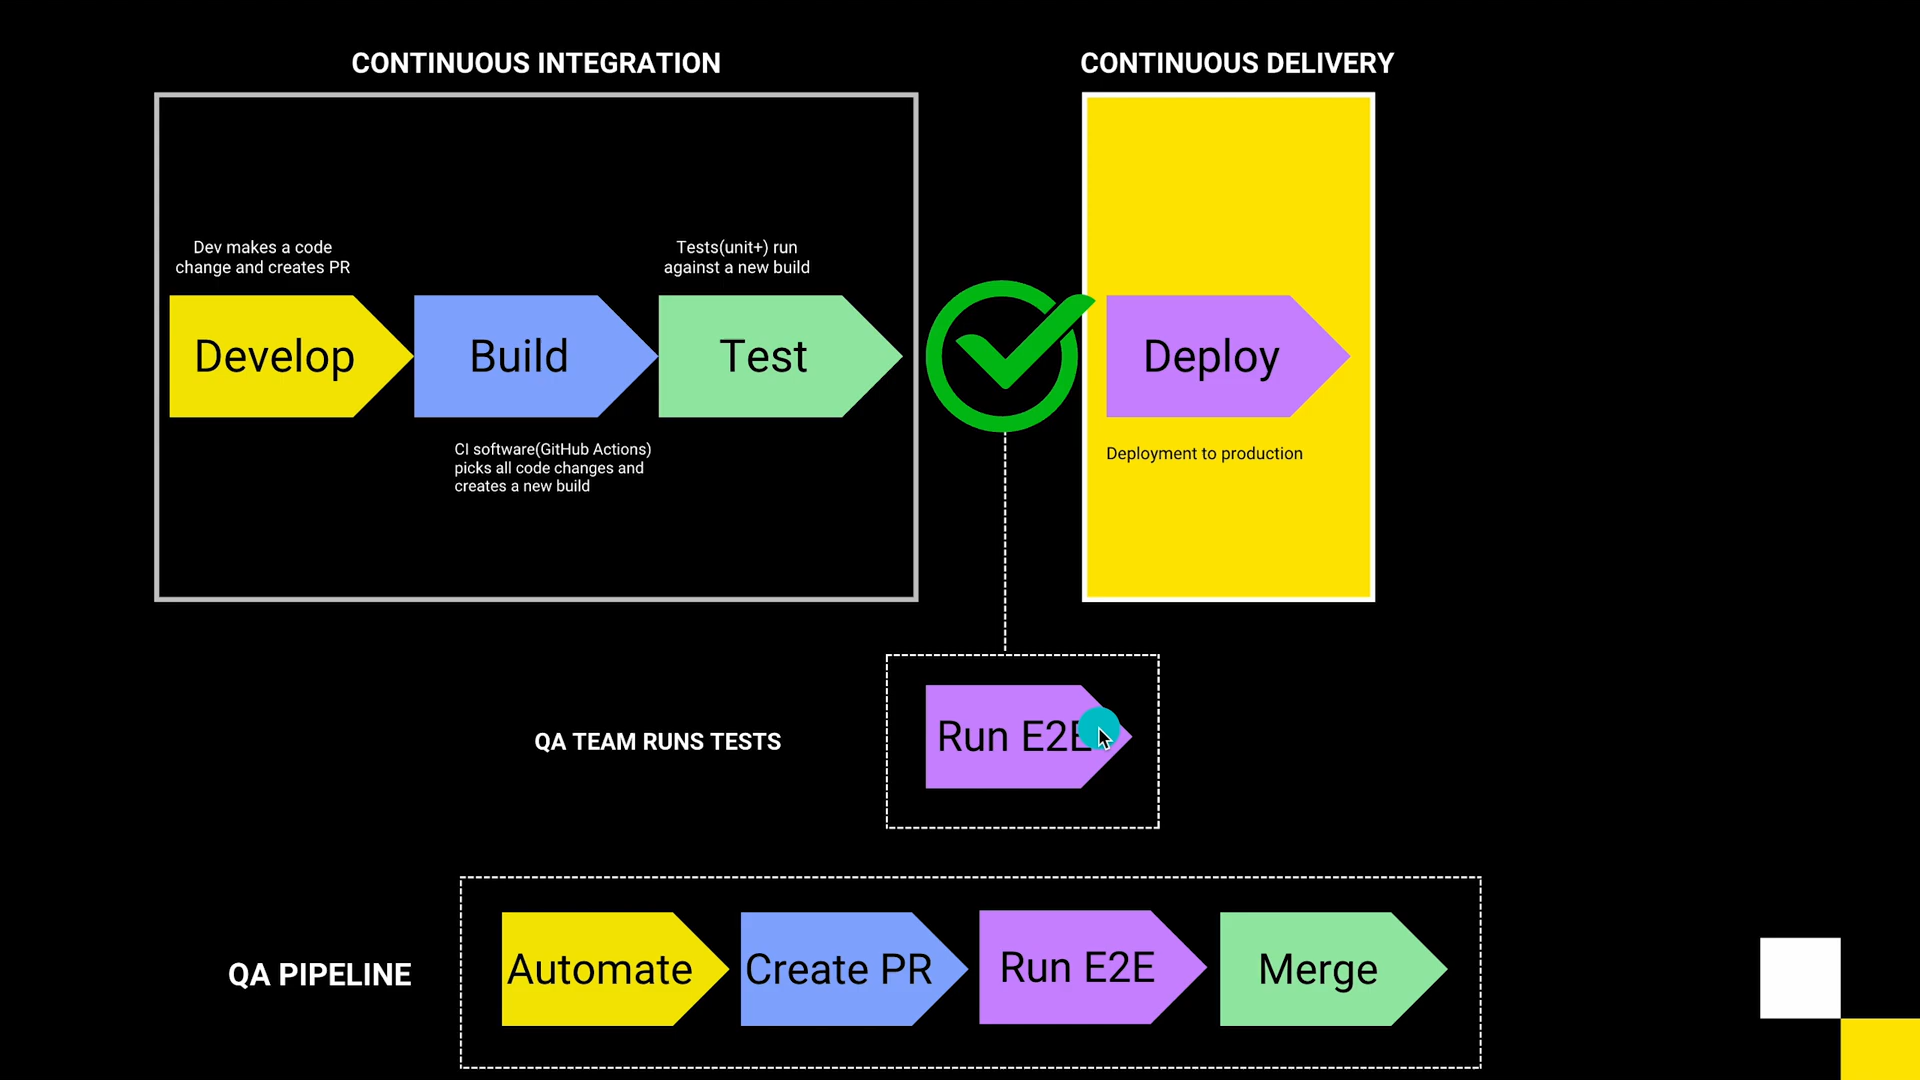 CONTINUOUS INTEGRATION
CONTINUOUS DELIVERY
Dev makes a code
change and creates PR
Tests(unit+) run
against a new build
Develop
Build
Test
Deploy
CI software(GitHub Actions)
picks all code changes and
creates a new build
Deployment to production
QA TEAM RUNS TESTS
Run E2E
QA PIPELINE
Automate
Create PR
Run E2E
Merge